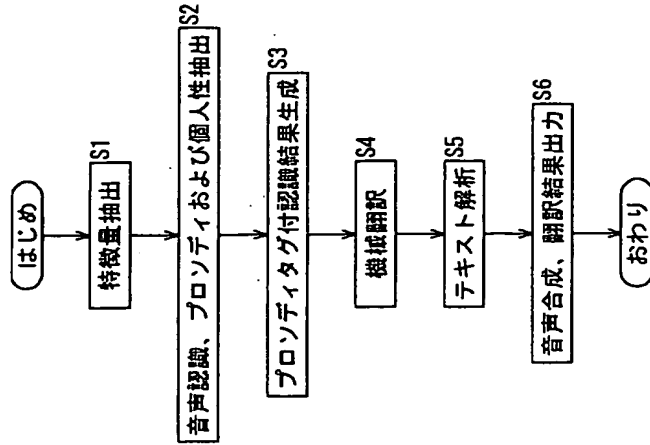 はじめ
特徴量抽出 S1
音声認識、プロソディおよび個人性抽出 S2
プロソディタグ付認識結果生成 S3
機械翻訳 S4
テキスト解析 S5
音声合成、翻訳結果出力 S6
おわり